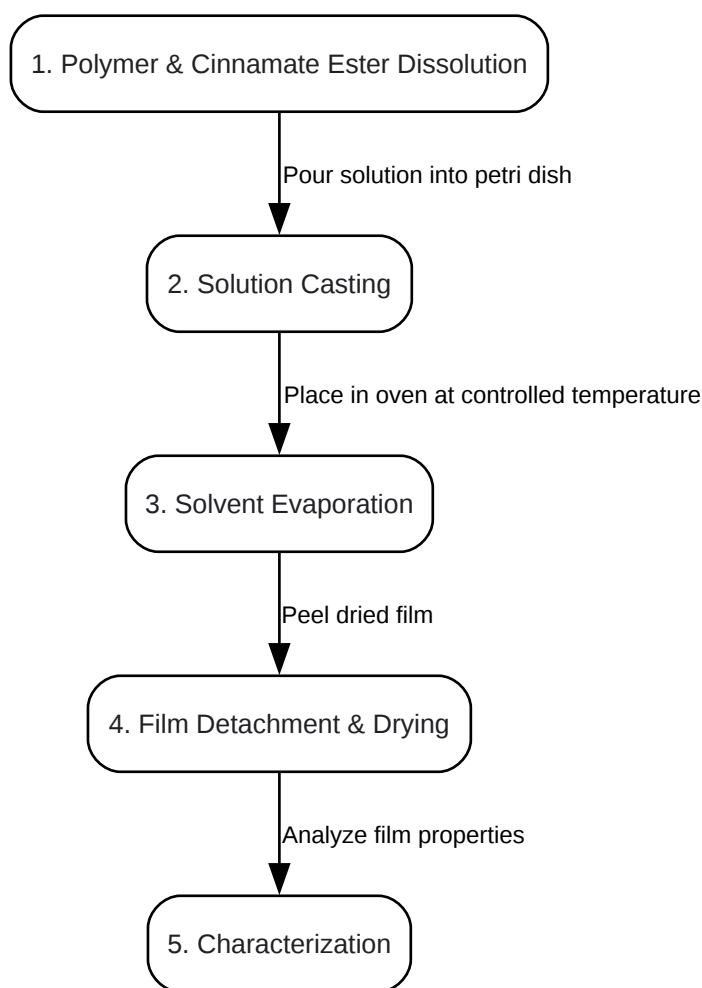 1. Polymer & Cinnamate Ester Dissolution
Pour solution into petri dish
2. Solution Casting
Place in oven at controlled temperature
3. Solvent Evaporation
Peel dried film
4. Film Detachment & Drying
Analyze film properties
5. Characterization